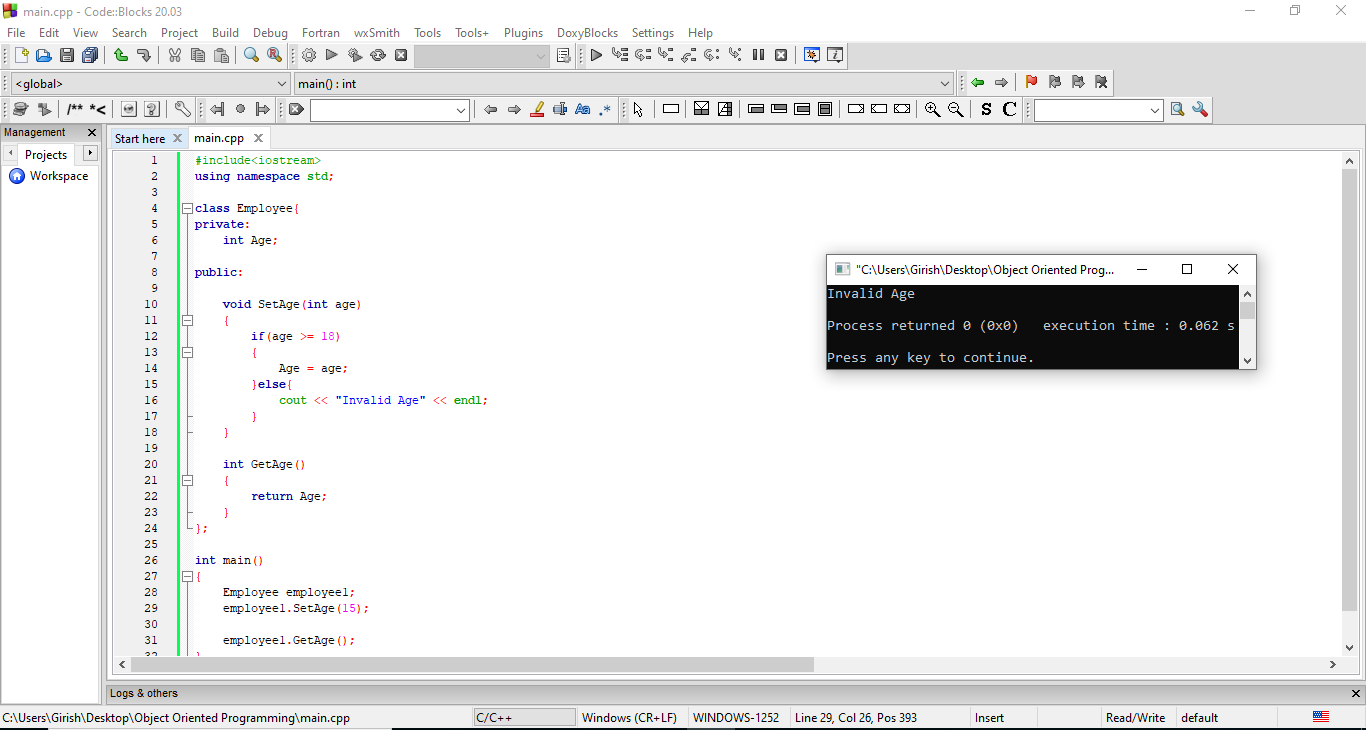 main.cpp - Code::Blocks 20.03
File Edit View Search Project Build Debug Fortran wxSmith Tools Tools+ Plugins DoxyBlocks Settings Help
<global> main() : int
/** *< Aa .* S C
Management
Projects
Workspace
Start here main.cpp
1 #include<iostream>
2 using namespace std;
3
4 class Employee{
5 private:
6 int Age;
7
8 public:
9
10 void SetAge(int age)
11 {
12 if(age >= 18)
13 {
14 Age = age;
15 }else{
16 cout << "Invalid Age" << endl;
17 }
18 }
19
20 int GetAge()
21 {
22 return Age;
23 }
24 };
25
26 int main()
27 {
28 Employee employee1;
29 employee1.SetAge(15);
30
31 employee1.GetAge();
32 }
"C:\Users\Girish\Desktop\Object Oriented Prog...
Invalid Age
Process returned 0 (0x0) execution time : 0.062 s
Press any key to continue.
Logs & others
C:\Users\Girish\Desktop\Object Oriented Programming\main.cpp C/C++ Windows (CR+LF) WINDOWS-1252 Line 29, Col 26, Pos 393 Insert Read/Write default